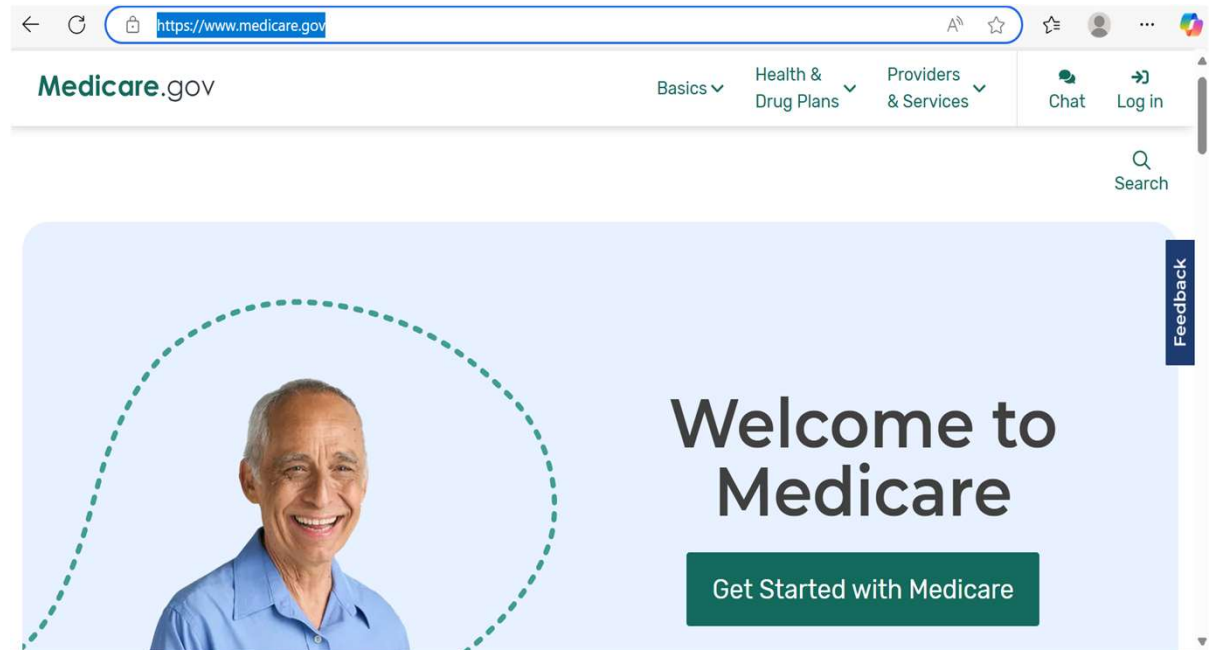 https://www.medicare.gov
Medicare.gov
Basics
Health &
Drug Plans
Providers
& Services
Chat
Log in
Search
Feedback
Welcome to
Medicare
Get Started with Medicare